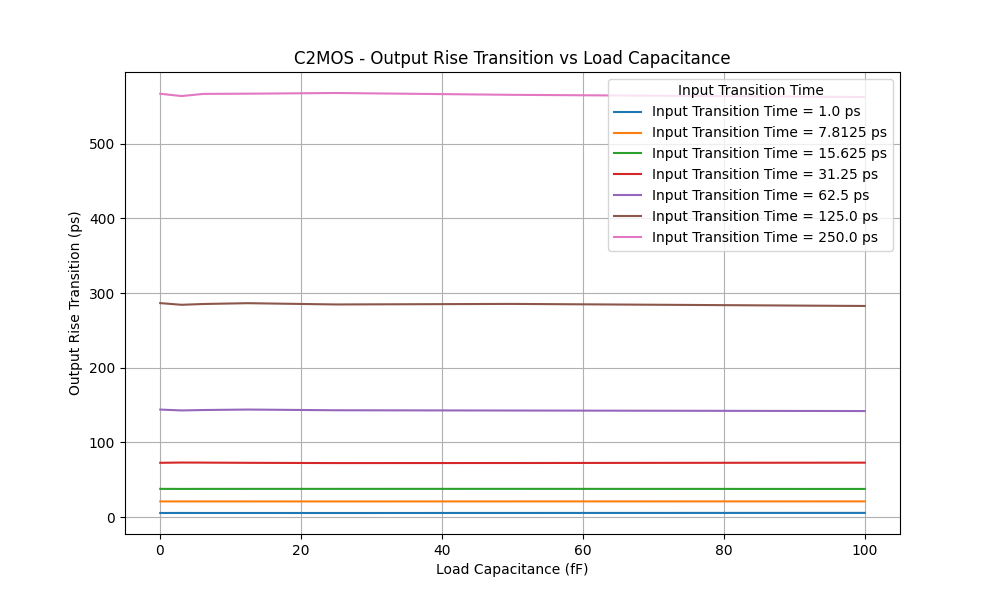 C2MOS - Output Rise Transition vs Load Capacitance
Input Transition Time
Input Transition Time = 1.0 ps
Input Transition Time = 7.8125 ps
Input Transition Time = 15.625 ps
Input Transition Time = 31.25 ps
Input Transition Time = 62.5 ps
Input Transition Time = 125.0 ps
Input Transition Time = 250.0 ps
Output Rise Transition (ps)
500
400
300
200
100
0
0 20 40 60 80 100
Load Capacitance (fF)